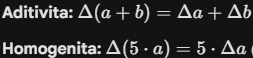 Aditivita: Δ(a + b) = Δa + Δb
Homogenita: Δ(5 · a) = 5 · Δa